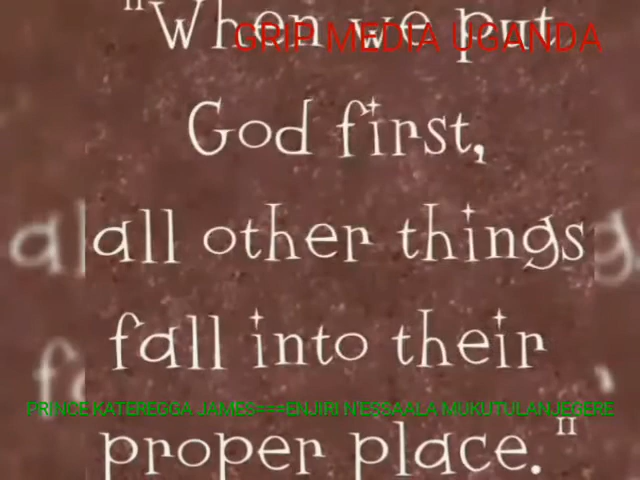 "When we put
GRIP MEDIA UGANDA
God first,
all other things
fall into their
PRINCE KATEREGGA JAMES===ENJIRI N'ESSAALA MUKUTULANJEGERE
proper place."